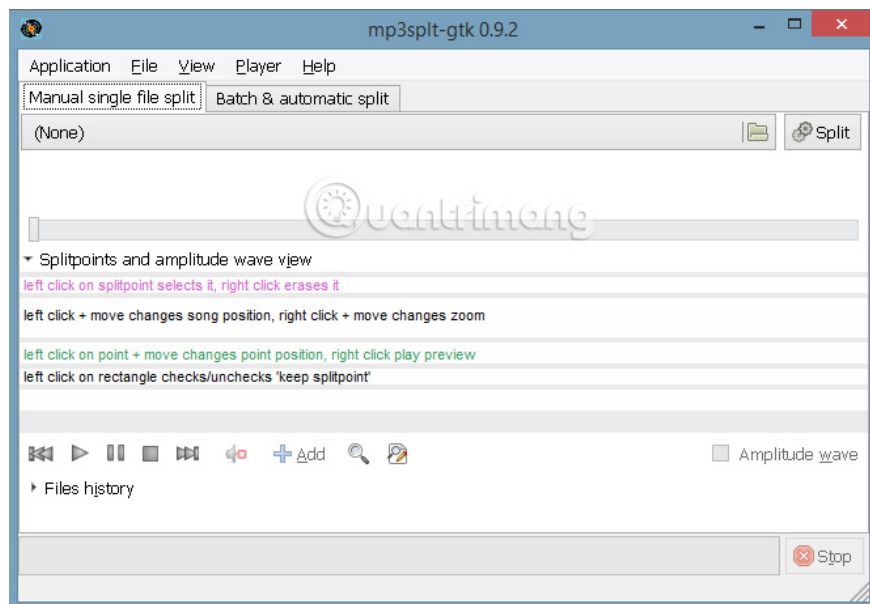 mp3splt-gtk 0.9.2
Application File View Player Help
Manual single file split Batch & automatic split
(None) Split
Quantrimang
Splitpoints and amplitude wave view
left click on splitpoint selects it, right click erases it
left click + move changes song position, right click + move changes zoom
left click on point + move changes point position, right click play preview
left click on rectangle checks/unchecks 'keep splitpoint'
Add Amplitude wave
Files history
Stop